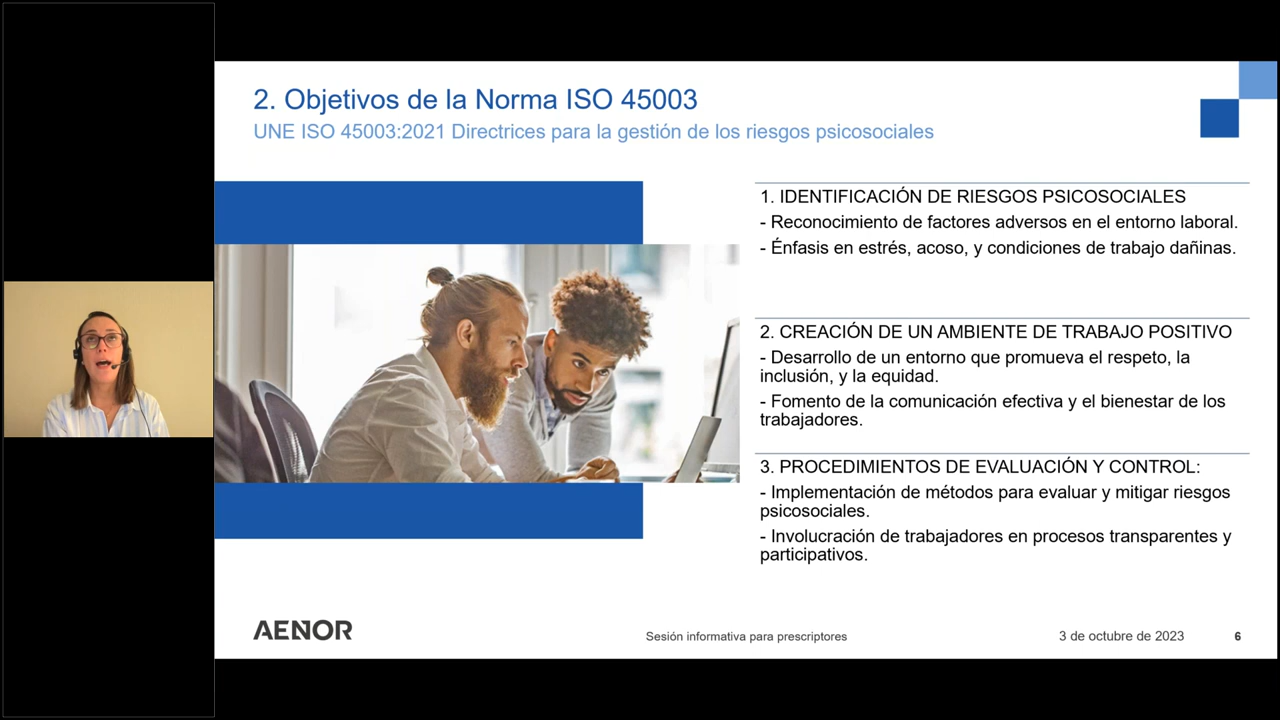 2. Objetivos de la Norma ISO 45003
UNE ISO 45003:2021 Directrices para la gestión de los riesgos psicosociales
1. IDENTIFICACIÓN DE RIESGOS PSICOSOCIALES
- Reconocimiento de factores adversos en el entorno laboral.
- Énfasis en estrés, acoso, y condiciones de trabajo dañinas.
2. CREACIÓN DE UN AMBIENTE DE TRABAJO POSITIVO
- Desarrollo de un entorno que promueva el respeto, la
inclusión, y la equidad.
- Fomento de la comunicación efectiva y el bienestar de los
trabajadores.
3. PROCEDIMIENTOS DE EVALUACIÓN Y CONTROL:
- Implementación de métodos para evaluar y mitigar riesgos
psicosociales.
- Involucración de trabajadores en procesos transparentes y
participativos.
AENOR
Sesión informativa para prescriptores
3 de octubre de 2023
6